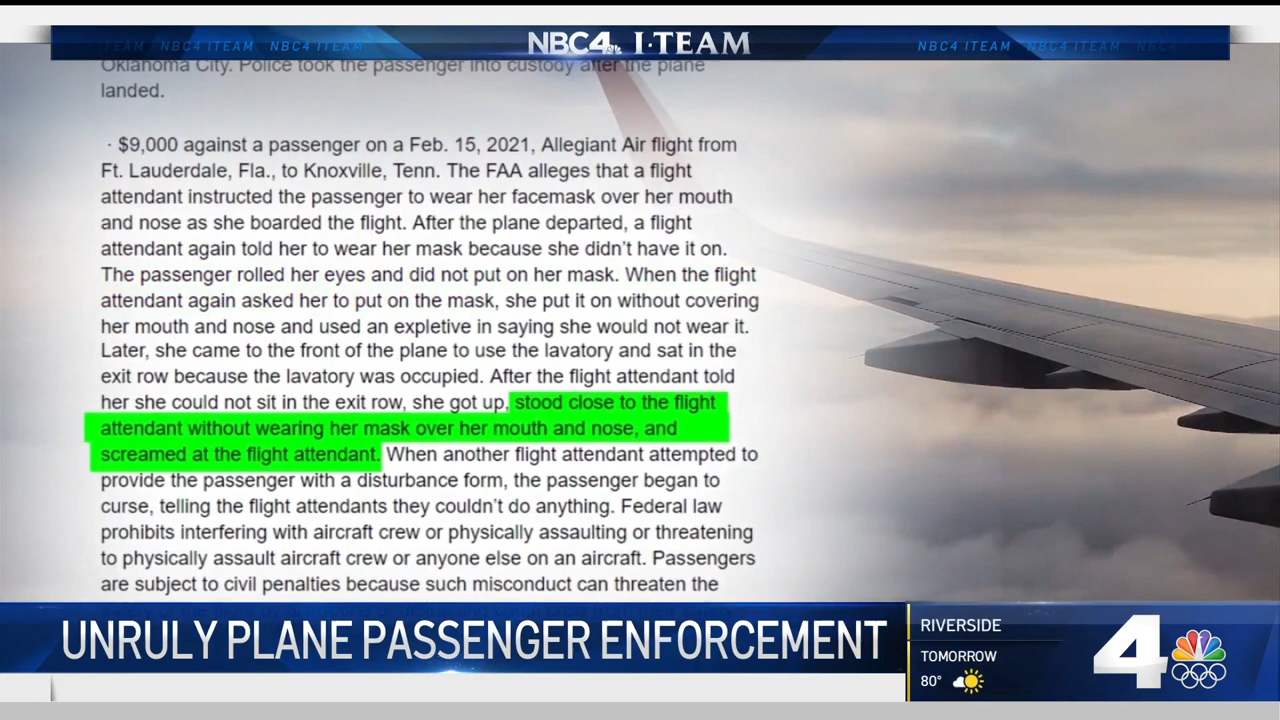 ITEAM NBC4 ITEAM NBC4 ITEAM
NBC4 I·TEAM
NBC4 ITEAM NBC4 ITEAM NBC4
Oklahoma City. Police took the passenger into custody after the plane
landed.
· $9,000 against a passenger on a Feb. 15, 2021, Allegiant Air flight from
Ft. Lauderdale, Fla., to Knoxville, Tenn. The FAA alleges that a flight
attendant instructed the passenger to wear her facemask over her mouth
and nose as she boarded the flight. After the plane departed, a flight
attendant again told her to wear her mask because she didn't have it on.
The passenger rolled her eyes and did not put on her mask. When the flight
attendant again asked her to put on the mask, she put it on without covering
her mouth and nose and used an expletive in saying she would not wear it.
Later, she came to the front of the plane to use the lavatory and sat in the
exit row because the lavatory was occupied. After the flight attendant told
her she could not sit in the exit row, she got up, stood close to the flight
attendant without wearing her mask over her mouth and nose, and
screamed at the flight attendant. When another flight attendant attempted to
provide the passenger with a disturbance form, the passenger began to
curse, telling the flight attendants they couldn't do anything. Federal law
prohibits interfering with aircraft crew or physically assaulting or threatening
to physically assault aircraft crew or anyone else on an aircraft. Passengers
are subject to civil penalties because such misconduct can threaten the
UNRULY PLANE PASSENGER ENFORCEMENT
RIVERSIDE
TOMORROW
80°
4